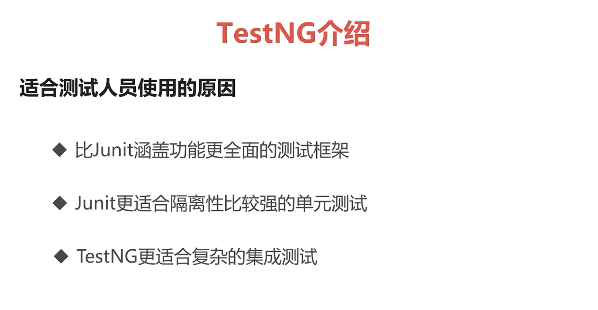 TestNG介绍
适合测试人员使用的原因
◆ 比Junit涵盖功能更全面的测试框架
◆ Junit更适合隔离性比较强的单元测试
◆ TestNG更适合复杂的集成测试